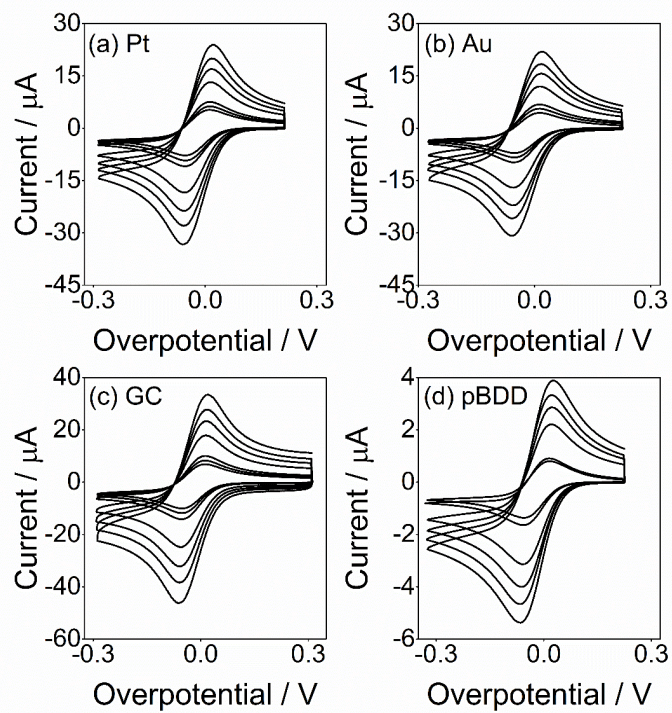 30
(a) Pt
15
0
-15
-30
-45
Current / μA
-0.3 0.0 0.3
Overpotential / V
30
(b) Au
15
0
-15
-30
-45
Current / μA
-0.3 0.0 0.3
Overpotential / V
40
(c) GC
20
0
-20
-40
-60
Current / μA
-0.3 0.0 0.3
Overpotential / V
4
(d) pBDD
2
0
-2
-4
-6
Current / μA
-0.3 0.0 0.3
Overpotential / V